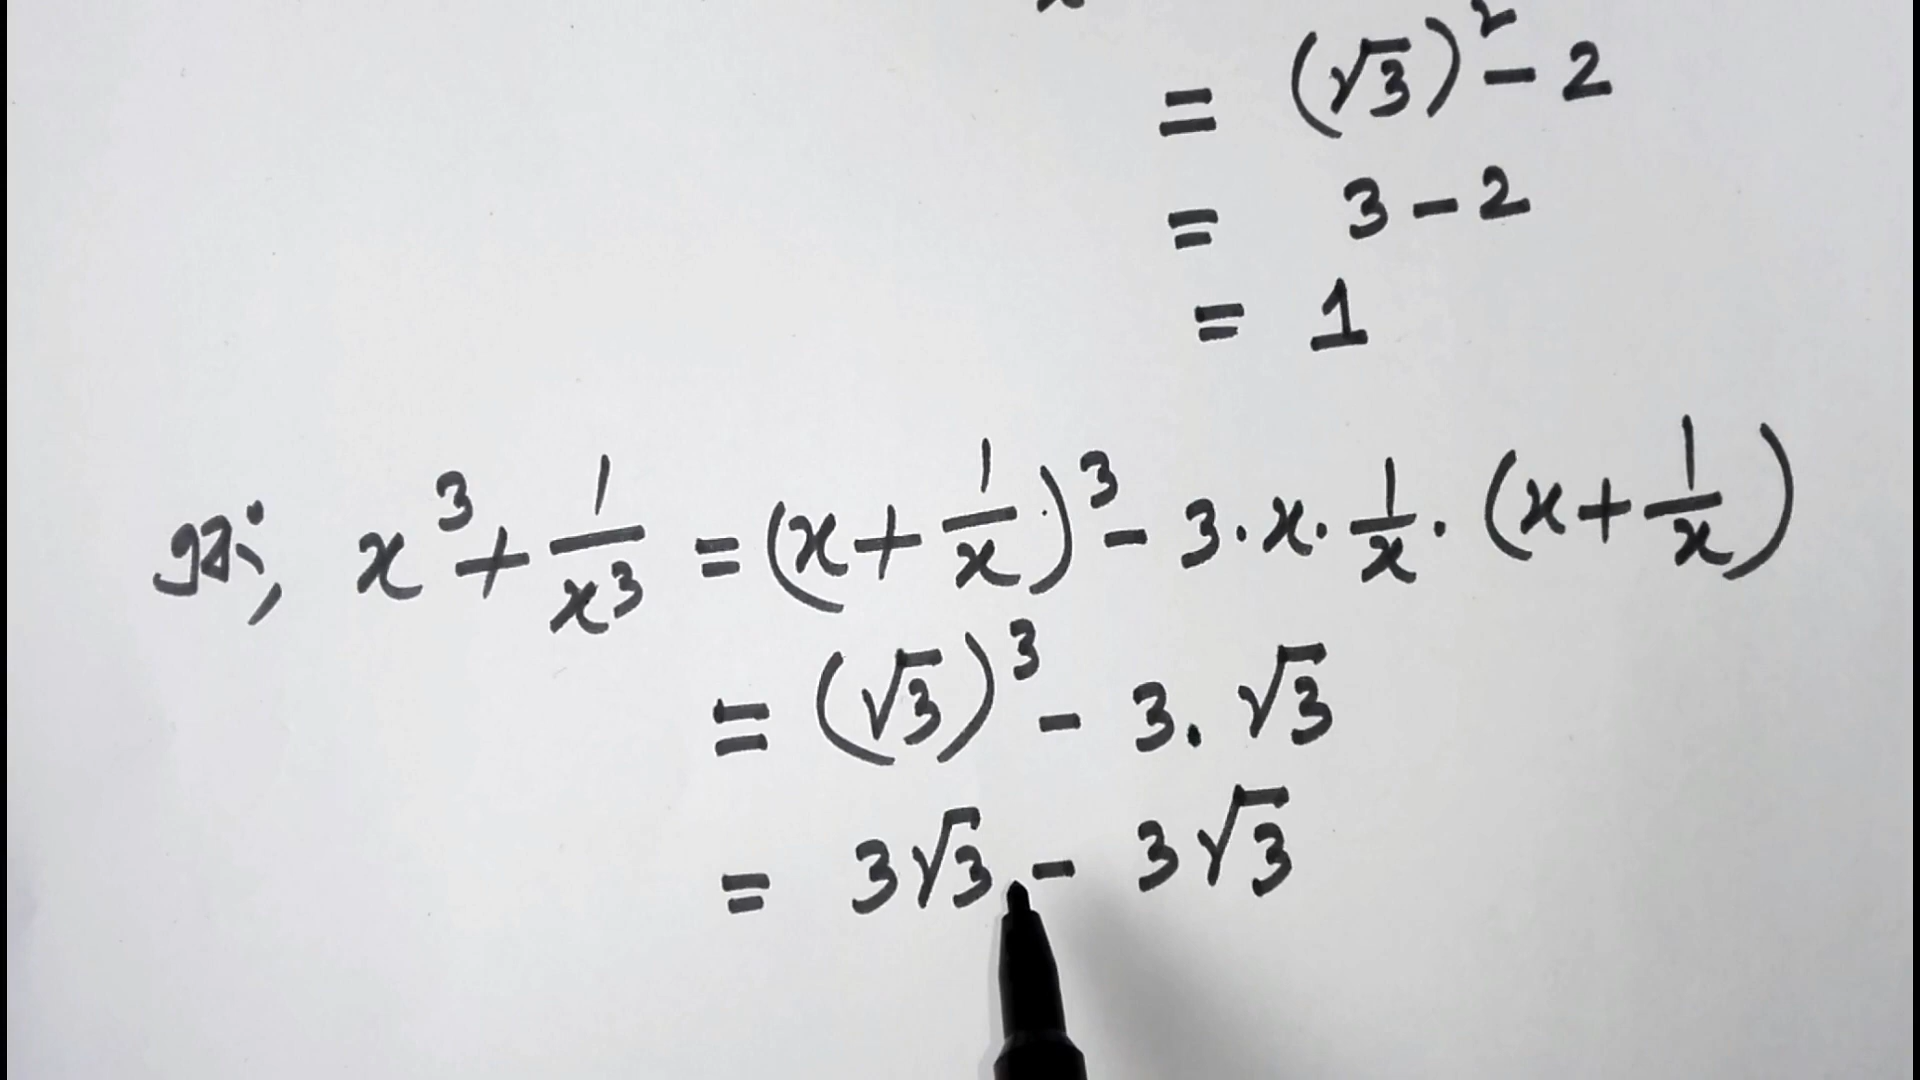 = (√3)² - 2
= 3 - 2
= 1
x³ + 1/x³ = (x + 1/x)³ - 3·x·1/x·(x + 1/x)
= (√3)³ - 3.√3
= 3√3 - 3√3